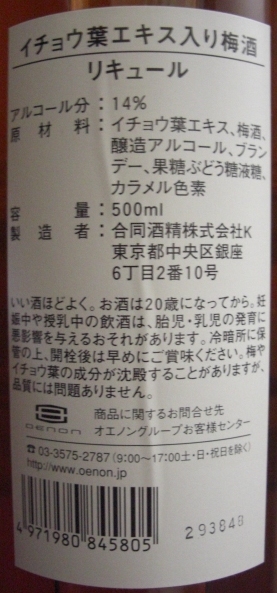 イチョウ葉エキス入り梅酒
リキュール
アルコール分：14%
原材料：イチョウ葉エキス、梅酒、
醸造アルコール、ブラン
デー、果糖ぶどう糖液糖、
カラメル色素
容量：500ml
製造者：合同酒精株式会社K
東京都中央区銀座
6丁目2番10号
いい酒ほどよく。お酒は20歳になってから。妊
娠中や授乳中の飲酒は、胎児・乳児の発育に
悪影響を与えるおそれがあります。冷暗所に保
管の上、開栓後は早めにご賞味ください。梅や
イチョウ葉の成分が沈殿することがありますが、
品質には問題ありません。
OENON
商品に関するお問合せ先
オエノングループお客様センター
☎03-3575-2787（9:00〜17:00土・日・祝日を除く）
http://www.oenon.jp
4 971980 845805
29384B